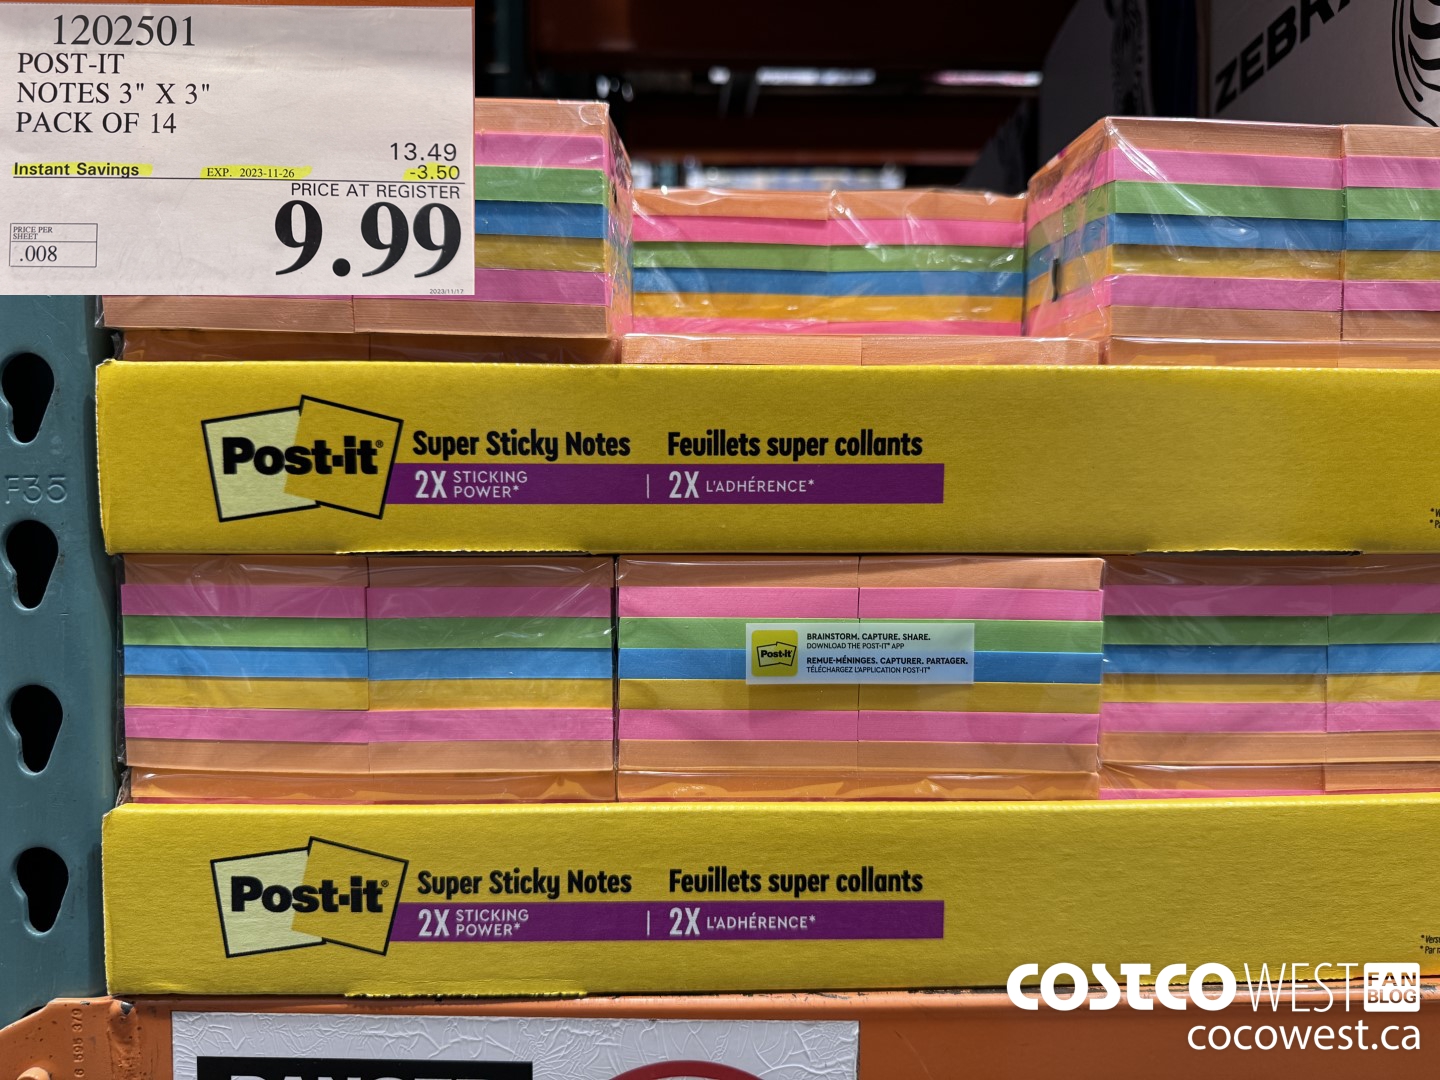 1202501
POST-IT
NOTES 3" X 3"
PACK OF 14
13.49
Instant Savings EXP. 2023-11-26 -3.50
PRICE AT REGISTER
9.99
PRICE PER
SHEET
.008
2023/11/17
ZEBRA
F35
Post-it® Super Sticky Notes Feuillets super collants
2X STICKING POWER* | 2X L'ADHÉRENCE*
Post-it
BRAINSTORM. CAPTURE. SHARE.
DOWNLOAD THE POST-IT® APP
REMUE-MÉNINGES. CAPTURER. PARTAGER.
TÉLÉCHARGEZ L'APPLICATION POST-IT®
Post-it® Super Sticky Notes Feuillets super collants
2X STICKING POWER* | 2X L'ADHÉRENCE*
COSTCO WEST FAN BLOG
cocowest.ca